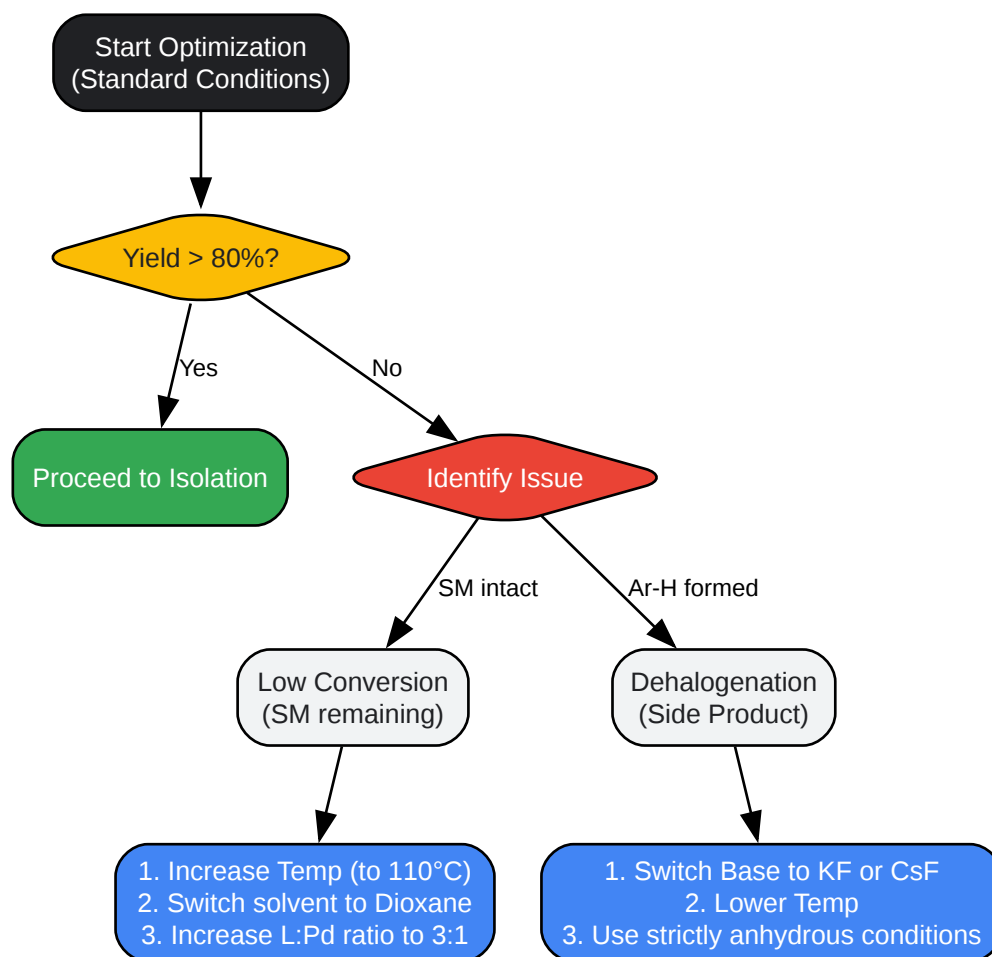 Start Optimization
(Standard Conditions)
Yield > 80%?
Yes
No
Proceed to Isolation
Identify Issue
SM intact
Ar-H formed
Low Conversion
(SM remaining)
Dehalogenation
(Side Product)
1. Increase Temp (to 110°C)
2. Switch solvent to Dioxane
3. Increase L:Pd ratio to 3:1
1. Switch Base to KF or CsF
2. Lower Temp
3. Use strictly anhydrous conditions